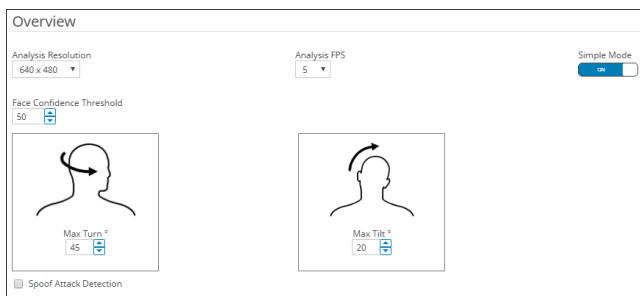 Overview
Analysis Resolution
Analysis FPS
Simple Mode
640 x 480
5
ON
Face Confidence Threshold
50
Max Turn °
45
Max Tilt °
20
Spoof Attack Detection